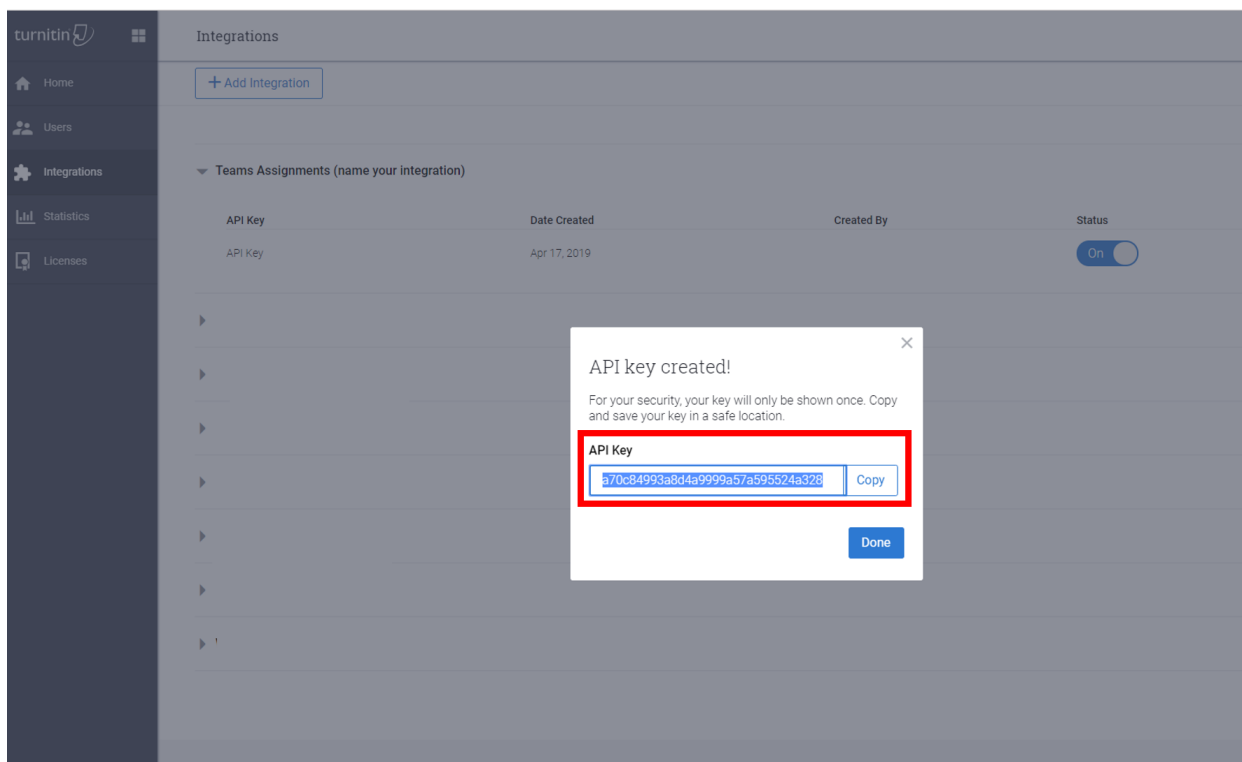 turnitin
Integrations
+ Add Integration
Home
Users
Integrations
Statistics
Licenses
Teams Assignments (name your integration)
API Key Date Created Created By Status
API Key Apr 17, 2019 On
API key created!
For your security, your key will only be shown once. Copy
and save your key in a safe location.
API Key
a70c84993a8d4a9999a57a595524a328 Copy
Done